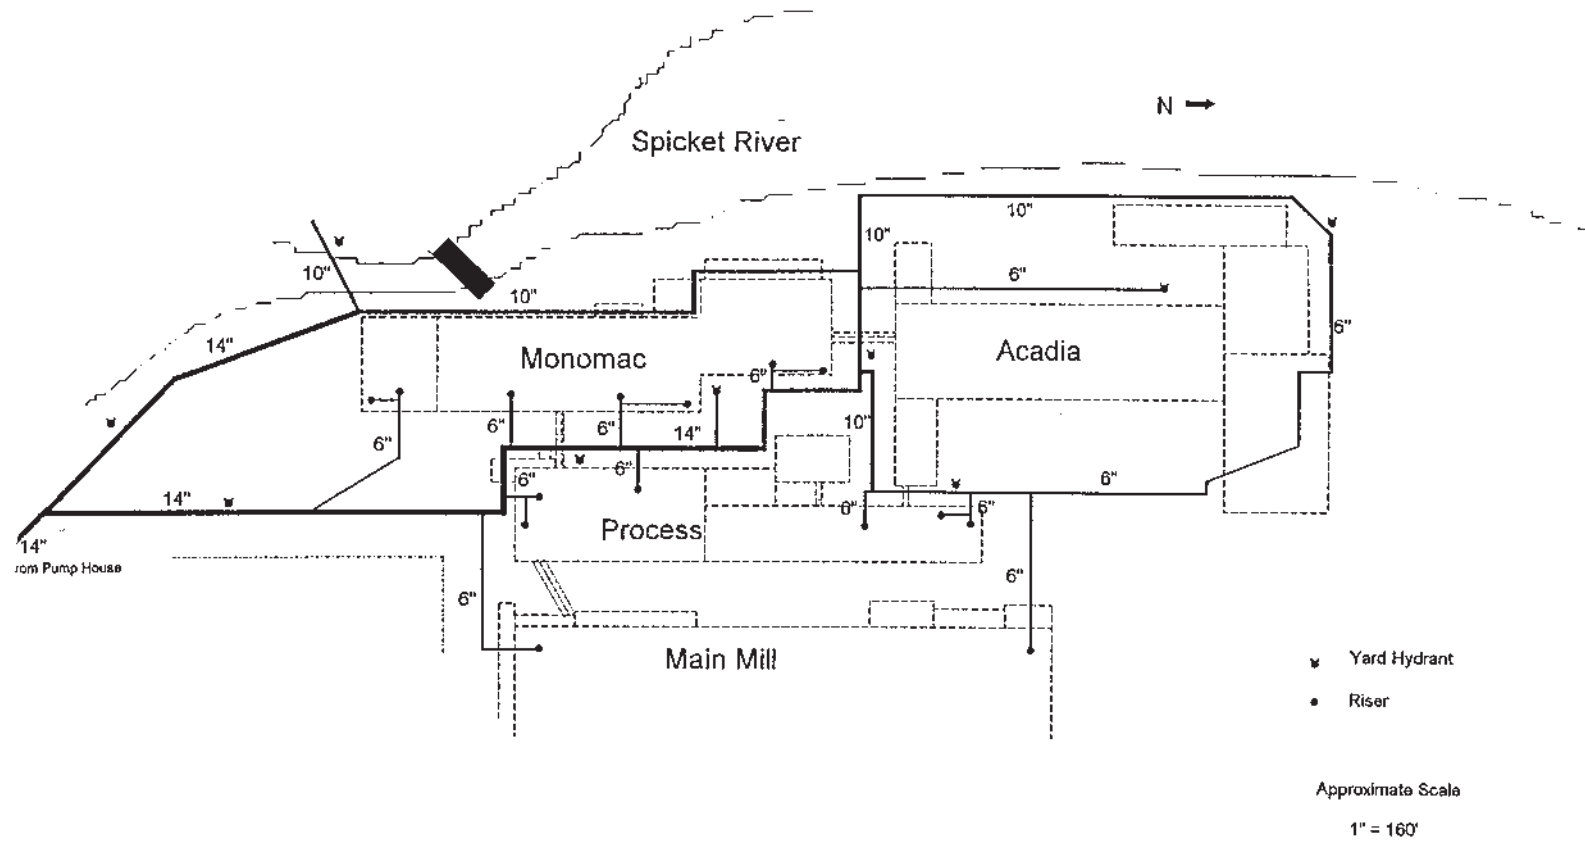 N
Spicket River
10"
10"
10"
6"
10"
10"
14"
6"
Monomac
Acadia
6"
6"
6"
6"
14"
10"
6"
6"
14"
6"
6"
6"
Process
14"
rom Pump House
6"
6"
Main Mill
Yard Hydrant
Riser
Approximate Scale
1" = 160'